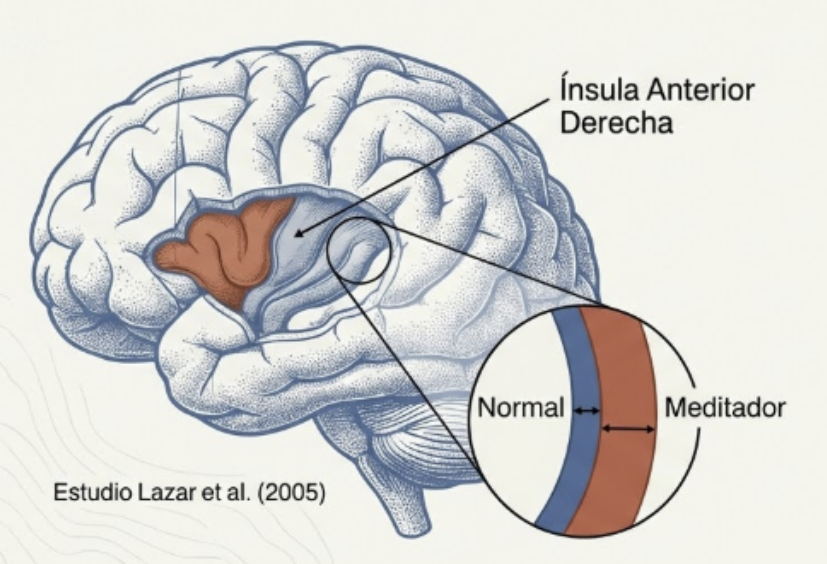 Ínsula Anterior
Derecha
Normal
Meditador
Estudio Lazar et al. (2005)